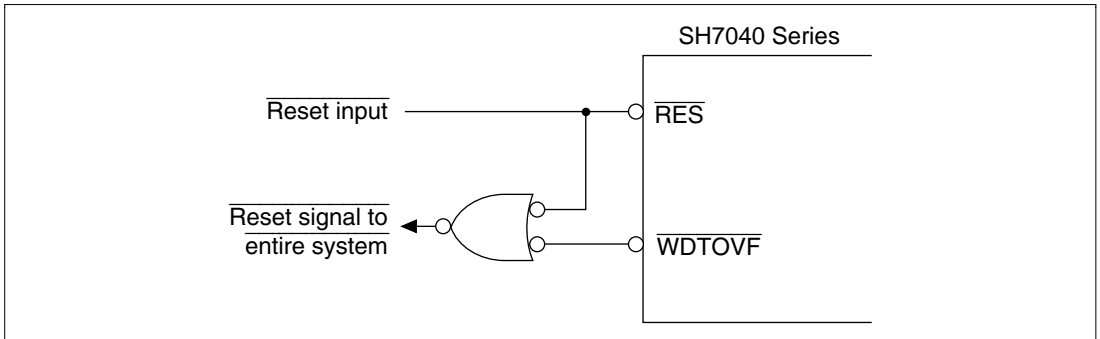 SH7040 Series
Reset input
RES
Reset signal to
entire system
WDTOVF